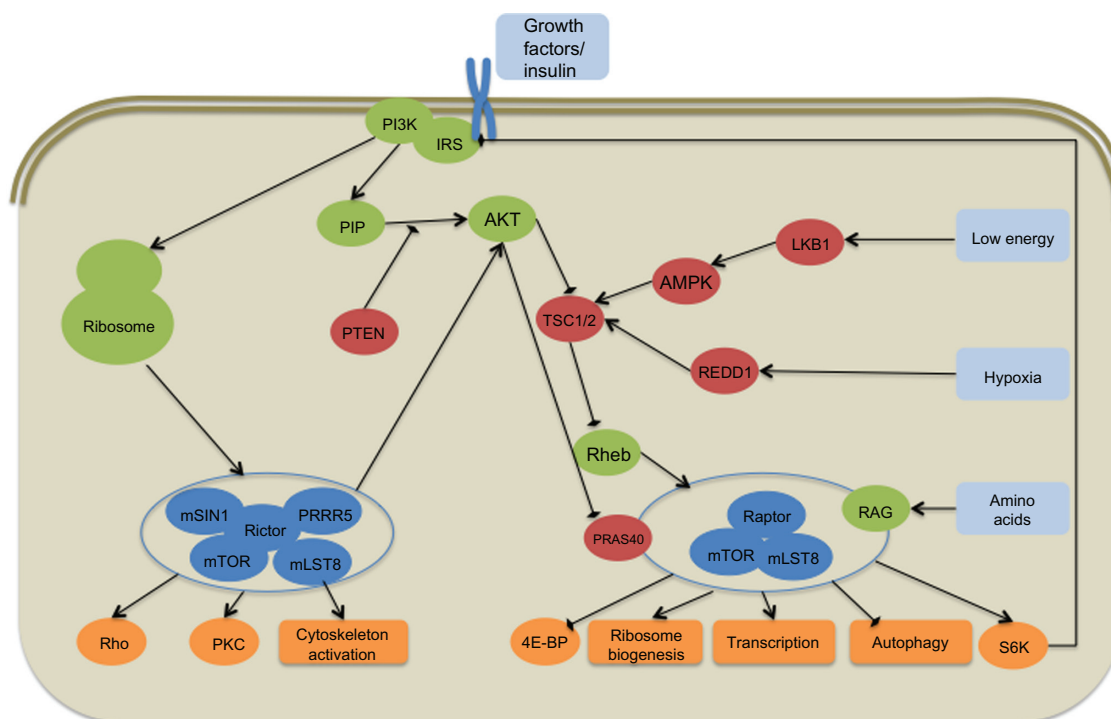 Growth
factors/
insulin
PI3K
IRS
PIP
AKT
LKB1
Low energy
AMPK
Ribosome
PTEN
TSC1/2
REDD1
Hypoxia
Rheb
mSIN1
PRRR5
Rictor
mTOR
mLST8
Raptor
RAG
Amino
acids
PRAS40
mTOR
mLST8
Rho
PKC
Cytoskeleton
activation
4E-BP
Ribosome
biogenesis
Transcription
Autophagy
S6K